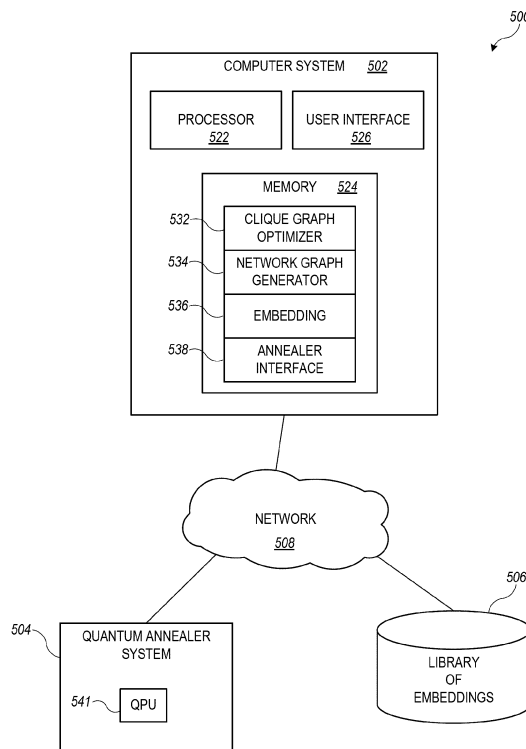 500
COMPUTER SYSTEM 502
PROCESSOR
522
USER INTERFACE
526
MEMORY 524
532
CLIQUE GRAPH
OPTIMIZER
534
NETWORK GRAPH
GENERATOR
536
EMBEDDING
538
ANNEALER
INTERFACE
NETWORK
508
506
504
QUANTUM ANNEALER
SYSTEM
541
QPU
LIBRARY
OF
EMBEDDINGS